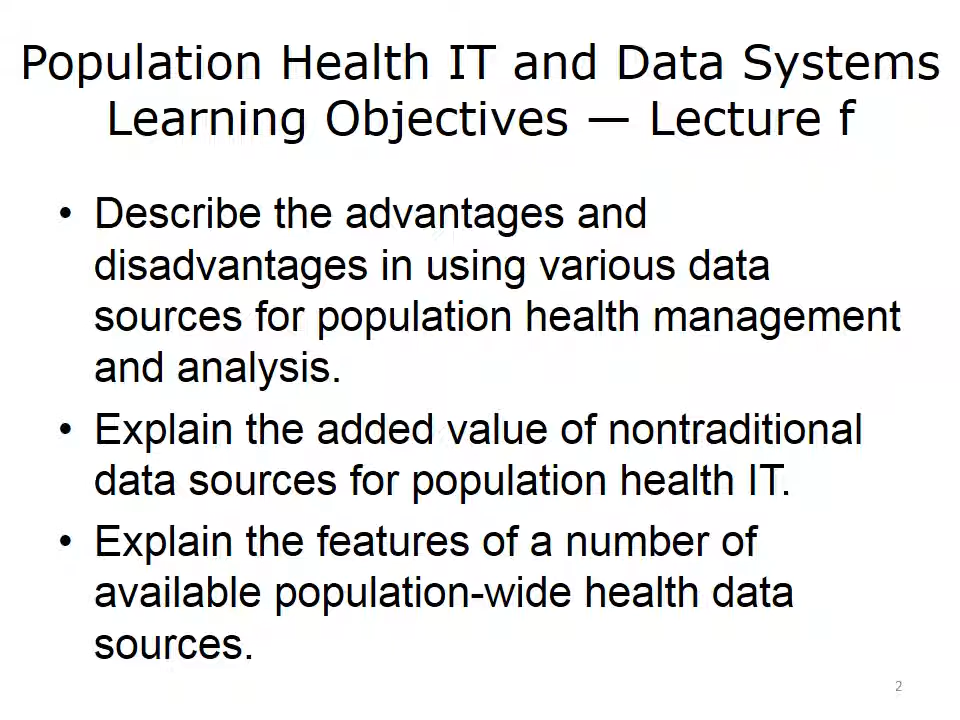 Population Health IT and Data Systems
Learning Objectives — Lecture f
• Describe the advantages and
disadvantages in using various data
sources for population health management
and analysis.
• Explain the added value of nontraditional
data sources for population health IT.
• Explain the features of a number of
available population-wide health data
sources.
2